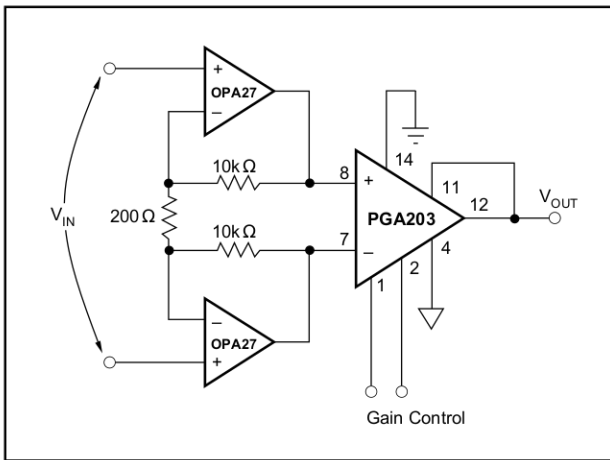 +
OPA27
–
10kΩ
8
14
+
11
V_IN
200Ω
PGA203
12
V_OUT
10kΩ
7
–
4
1
2
–
OPA27
+
Gain Control